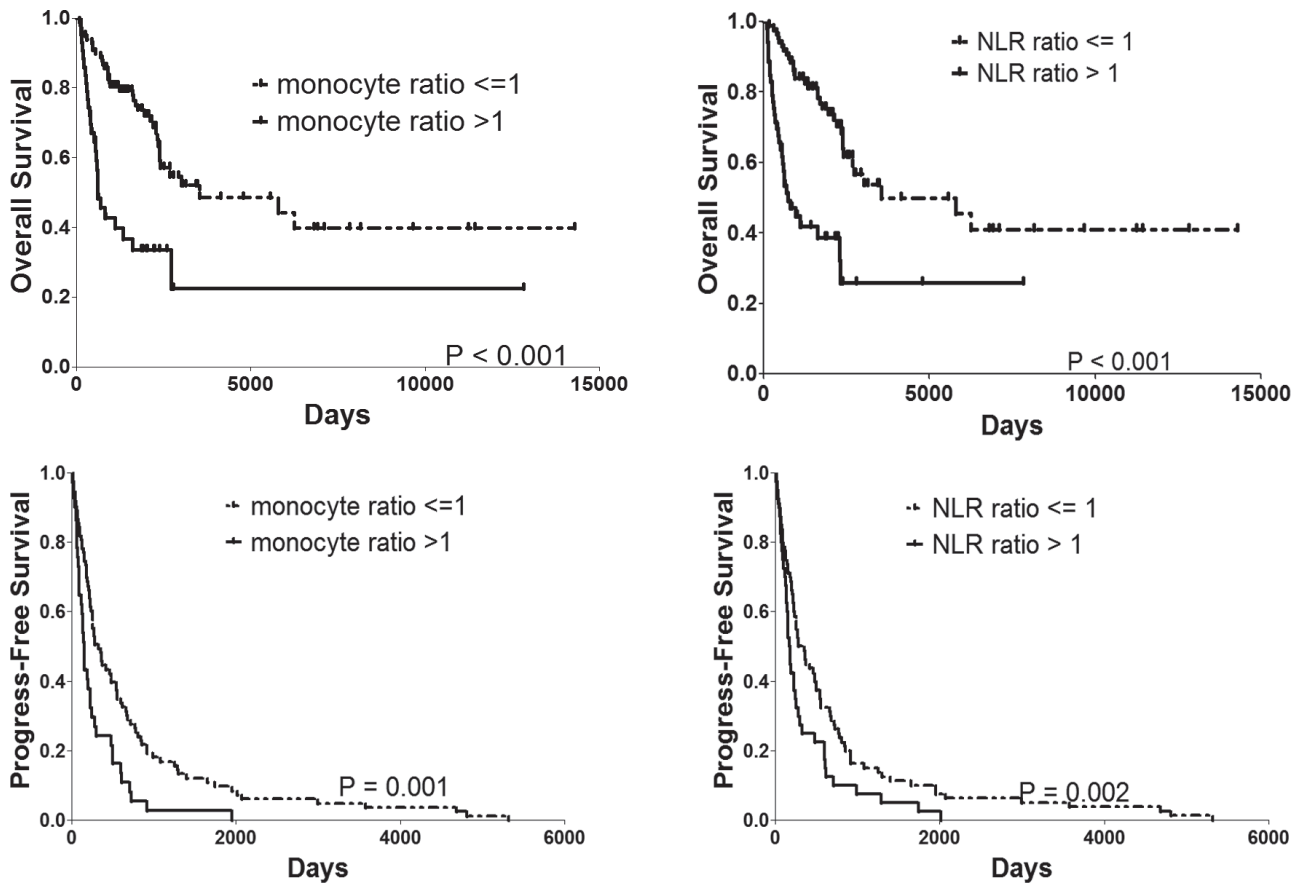 Overall Survival
1.0
0.8
0.6
0.4
0.2
0.0
monocyte ratio <=1
monocyte ratio >1
P < 0.001
0 5000 10000 15000
Days
Overall Survival
1.0
0.8
0.6
0.4
0.2
0.0
NLR ratio <= 1
NLR ratio > 1
P < 0.001
0 5000 10000 15000
Days
Progress-Free Survival
1.0
0.8
0.6
0.4
0.2
0.0
monocyte ratio <=1
monocyte ratio >1
P = 0.001
0 2000 4000 6000
Days
Progress-Free Survival
1.0
0.8
0.6
0.4
0.2
0.0
NLR ratio <= 1
NLR ratio > 1
P = 0.002
0 2000 4000 6000
Days